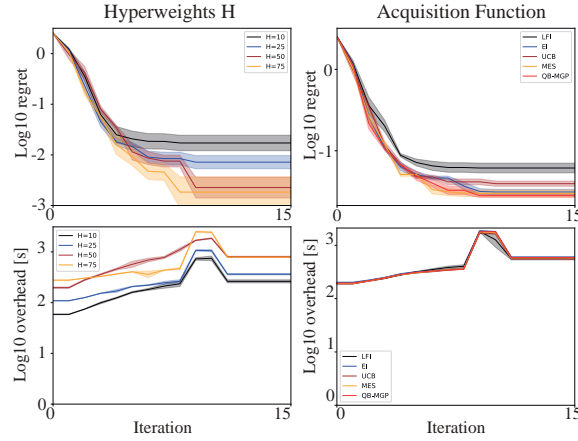 Hyperweights H
Acquisition Function
Log10 regret
0
-1
-2
-3
0
15
H=10
H=25
H=50
H=75
Log10 regret
-1
0
15
LFI
EI
UCB
MES
QB-MGP
Log10 overhead [s]
3
2
1
0
H=10
H=25
H=50
H=75
0
15
Iteration
Log10 overhead [s]
3
2
1
0
LFI
EI
UCB
MES
QB-MGP
0
15
Iteration